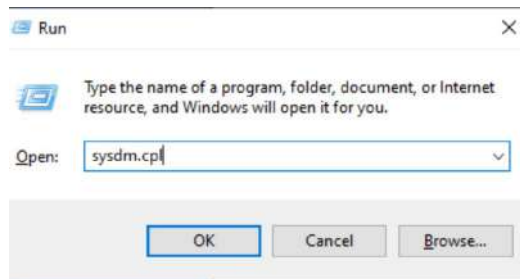 Run
Type the name of a program, folder, document, or Internet
resource, and Windows will open it for you.
Open: sysdm.cpl
OK Cancel Browse...